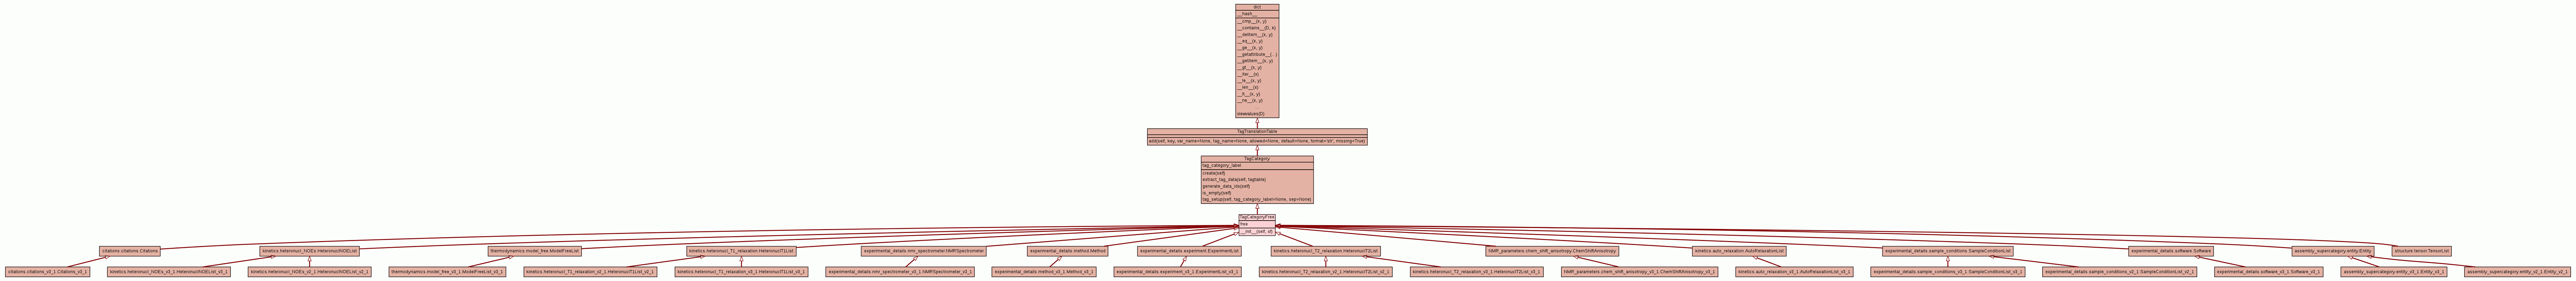 dict
__hash__
__cmp__(x, y)
__contains__(D, k)
__delitem__(x, y)
__eq__(x, y)
__ge__(x, y)
__getattribute__(...)
__getitem__(x, y)
__gt__(x, y)
__iter__(x)
__le__(x, y)
__len__(x)
__lt__(x, y)
__ne__(x, y)
viewvalues(D)
TagTranslationTable
add(self, key, var_name=None, tag_name=None, allowed=None, default=None, format='str', missing=True)
TagCategory
tag_category_label
create(self)
extract_tag_data(self, tagtable)
generate_data_ids(self)
is_empty(self)
tag_setup(self, tag_category_label=None, sep=None)
TagCategoryFree
free
__init__(self, sf)
citations.citations.Citations
kinetics.heteronucl_NOEx.HeteronuclNOEList
thermodynamics.model_free.ModelFreeList
kinetics.heteronucl_T1_relaxation.HeteronuclT1List
experimental_details.nmr_spectrometer.NMRSpectrometer
experimental_details.method.Method
experimental_details.experiment.ExperimentList
kinetics.heteronucl_T2_relaxation.HeteronuclT2List
NMR_parameters.chem_shift_anisotropy.ChemShiftAnisotropy
kinetics.auto_relaxation.AutoRelaxationList
experimental_details.sample_conditions.SampleConditionList
experimental_details.software.Software
assembly_supercategory.entity.Entity
structure.tensor.TensorList
citations.citations_v3_1.Citations_v3_1
kinetics.heteronucl_NOEx_v3_1.HeteronuclNOEList_v3_1
kinetics.heteronucl_NOEx_v2_1.HeteronuclNOEList_v2_1
thermodynamics.model_free_v3_1.ModelFreeList_v3_1
kinetics.heteronucl_T1_relaxation_v2_1.HeteronuclT1List_v2_1
kinetics.heteronucl_T1_relaxation_v3_1.HeteronuclT1List_v3_1
experimental_details.nmr_spectrometer_v3_1.NMRSpectrometer_v3_1
experimental_details.method_v3_1.Method_v3_1
experimental_details.experiment_v3_1.ExperimentList_v3_1
kinetics.heteronucl_T2_relaxation_v2_1.HeteronuclT2List_v2_1
kinetics.heteronucl_T2_relaxation_v3_1.HeteronuclT2List_v3_1
NMR_parameters.chem_shift_anisotropy_v3_1.ChemShiftAnisotropy_v3_1
kinetics.auto_relaxation_v3_1.AutoRelaxationList_v3_1
experimental_details.sample_conditions_v3_1.SampleConditionList_v3_1
experimental_details.sample_conditions_v2_1.SampleConditionList_v2_1
experimental_details.software_v3_1.Software_v3_1
assembly_supercategory.entity_v3_1.Entity_v3_1
assembly_supercategory.entity_v2_1.Entity_v2_1